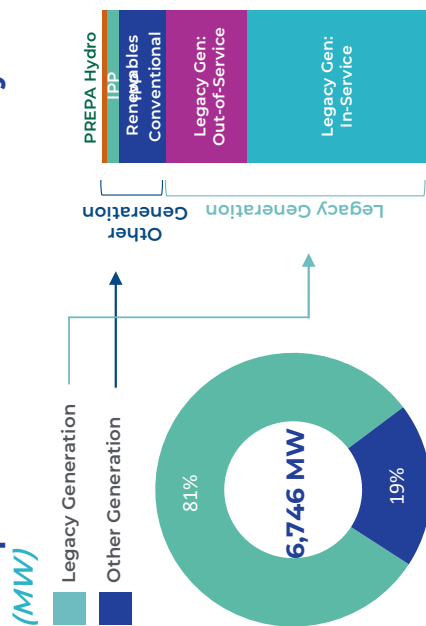 (MW)
Legacy Generation
Other Generation
81%
6,746 MW
19%
Other
Generation
Legacy Generation
PREPA Hydro
IPP
Renewables
IPP
Conventional
Legacy Gen:
Out-of-Service
Legacy Gen:
In-Service